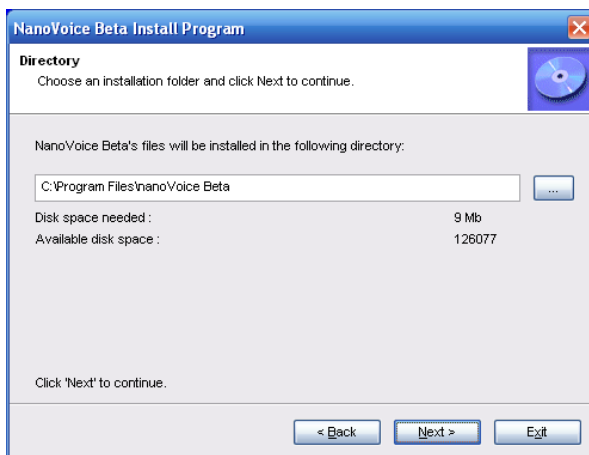 NanoVoice Beta Install Program
Directory
Choose an installation folder and click Next to continue.
NanoVoice Beta's files will be installed in the following directory:
C:\Program Files\nanoVoice Beta
...
Disk space needed : 9 Mb
Available disk space : 126077
Click 'Next' to continue.
< Back Next > Exit